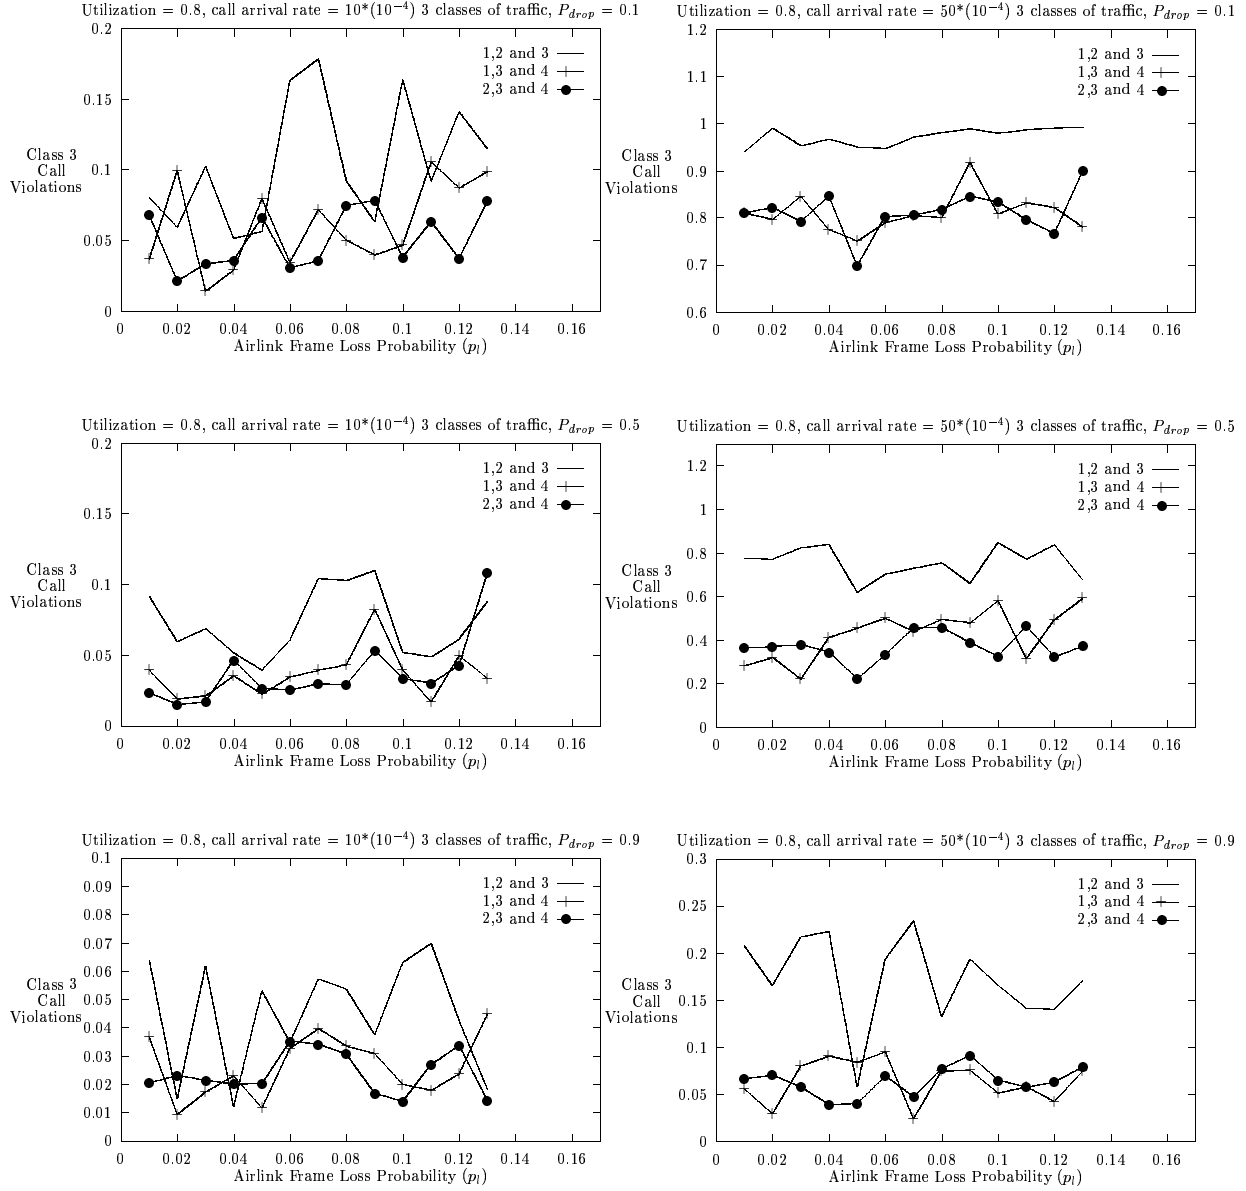 Utilization = 0.8, call arrival rate = 10*(10⁻⁴) 3 classes of traffic, P_drop = 0.1
0.2
0.15
0.1
0.05
0
Class 3
Call
Violations
1,2 and 3
1,3 and 4
2,3 and 4
0 0.02 0.04 0.06 0.08 0.1 0.12 0.14 0.16
Airlink Frame Loss Probability (p_l)
Utilization = 0.8, call arrival rate = 50*(10⁻⁴) 3 classes of traffic, P_drop = 0.1
1.2
1.1
1
0.9
0.8
0.7
0.6
Class 3
Call
Violations
1,2 and 3
1,3 and 4
2,3 and 4
0 0.02 0.04 0.06 0.08 0.1 0.12 0.14 0.16
Airlink Frame Loss Probability (p_l)
Utilization = 0.8, call arrival rate = 10*(10⁻⁴) 3 classes of traffic, P_drop = 0.5
0.2
0.15
0.1
0.05
0
Class 3
Call
Violations
1,2 and 3
1,3 and 4
2,3 and 4
0 0.02 0.04 0.06 0.08 0.1 0.12 0.14 0.16
Airlink Frame Loss Probability (p_l)
Utilization = 0.8, call arrival rate = 50*(10⁻⁴) 3 classes of traffic, P_drop = 0.5
1.2
1
0.8
0.6
0.4
0.2
0
Class 3
Call
Violations
1,2 and 3
1,3 and 4
2,3 and 4
0 0.02 0.04 0.06 0.08 0.1 0.12 0.14 0.16
Airlink Frame Loss Probability (p_l)
Utilization = 0.8, call arrival rate = 10*(10⁻⁴) 3 classes of traffic, P_drop = 0.9
0.1
0.09
0.08
0.07
0.06
0.05
0.04
0.03
0.02
0.01
0
Class 3
Call
Violations
1,2 and 3
1,3 and 4
2,3 and 4
0 0.02 0.04 0.06 0.08 0.1 0.12 0.14 0.16
Airlink Frame Loss Probability (p_l)
Utilization = 0.8, call arrival rate = 50*(10⁻⁴) 3 classes of traffic, P_drop = 0.9
0.3
0.25
0.2
0.15
0.1
0.05
0
Class 3
Call
Violations
1,2 and 3
1,3 and 4
2,3 and 4
0 0.02 0.04 0.06 0.08 0.1 0.12 0.14 0.16
Airlink Frame Loss Probability (p_l)